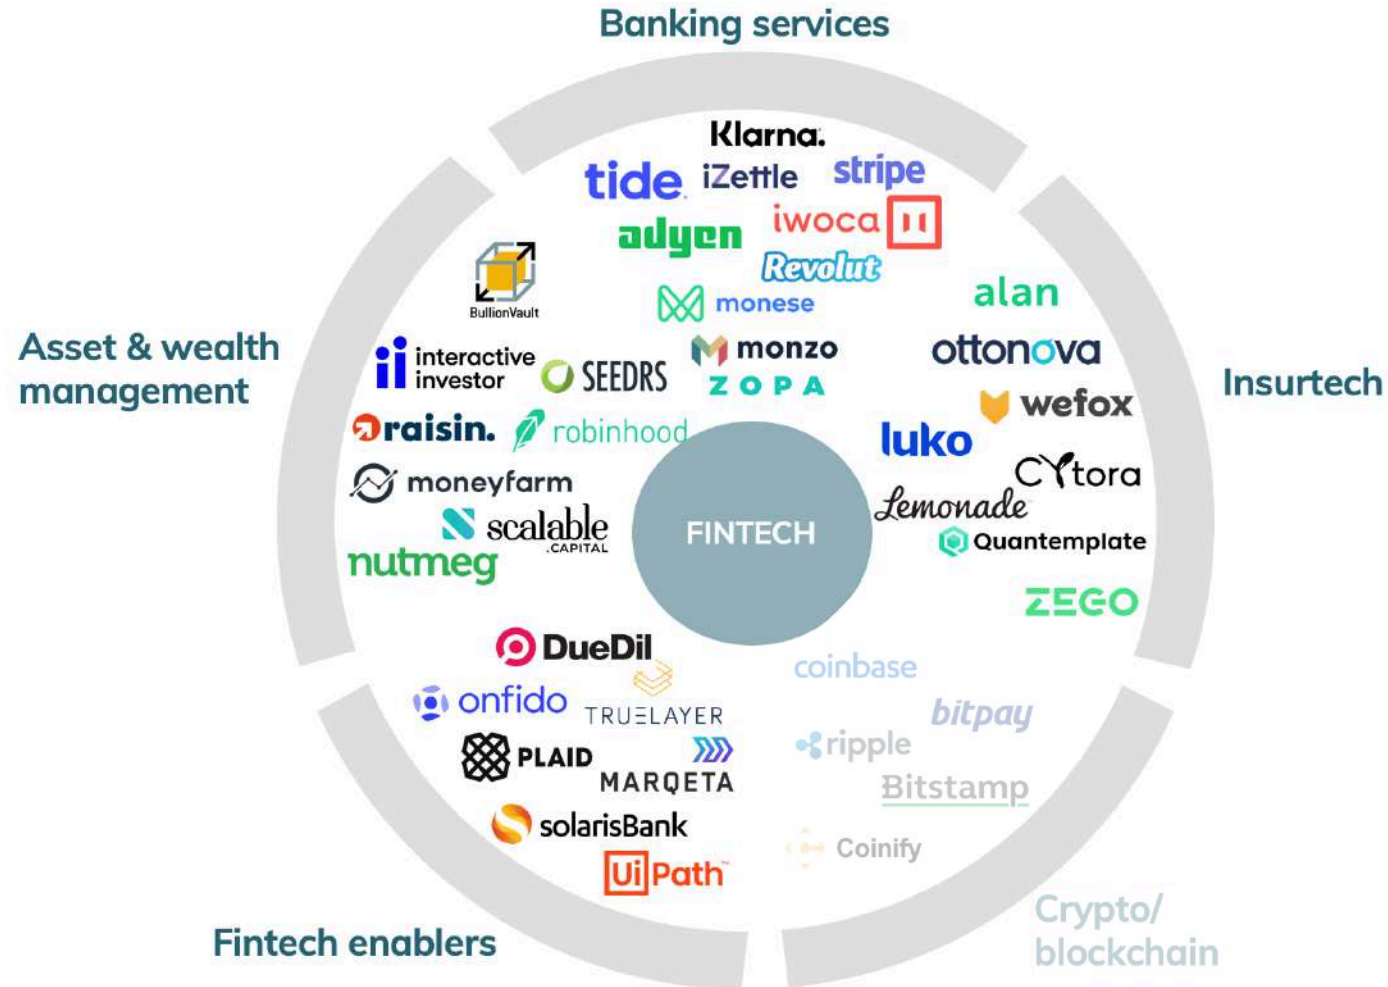 Banking services
Klarna.
tide
iZettle
stripe
adyen
iwoca
Revolut
monese
monzo
ZOPA
Asset & wealth
management
BullionVault
interactive
investor
SEEDRS
raisin.
robinhood
moneyfarm
scalable
.CAPITAL
nutmeg
FINTECH
Insurtech
alan
ottonova
wefox
luko
CYtora
Lemonade
Quantemplate
ZEGO
DueDil
onfido
TRUELAYER
PLAID
MARQETA
solarisBank
UiPath™
Fintech enablers
coinbase
bitpay
ripple
Bitstamp
Coinify
Crypto/
blockchain